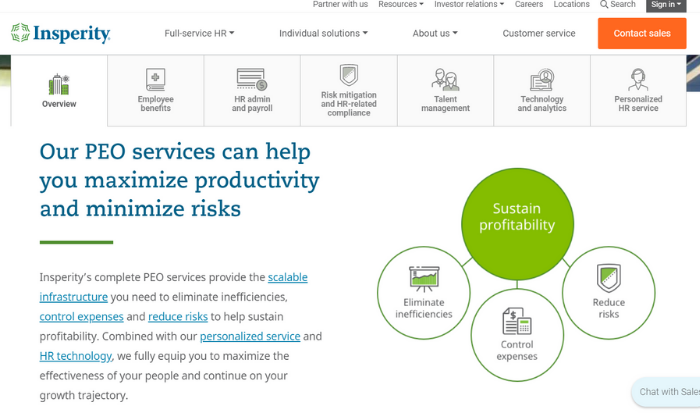 Partner with us Resources Investor relations Careers Locations Search Sign in
Insperity Full-service HR Individual solutions About us Customer service Contact sales
Overview
Employee
benefits
HR admin
and payroll
Risk mitigation
and HR-related
compliance
Talent
management
Technology
and analytics
Personalized
HR service
Our PEO services can help
you maximize productivity
and minimize risks
Insperity's complete PEO services provide the scalable
infrastructure you need to eliminate inefficiencies,
control expenses and reduce risks to help sustain
profitability. Combined with our personalized service and
HR technology, we fully equip you to maximize the
effectiveness of your people and continue on your
growth trajectory.
Sustain
profitability
Eliminate
inefficiencies
Control
expenses
Reduce
risks
Chat with Sales